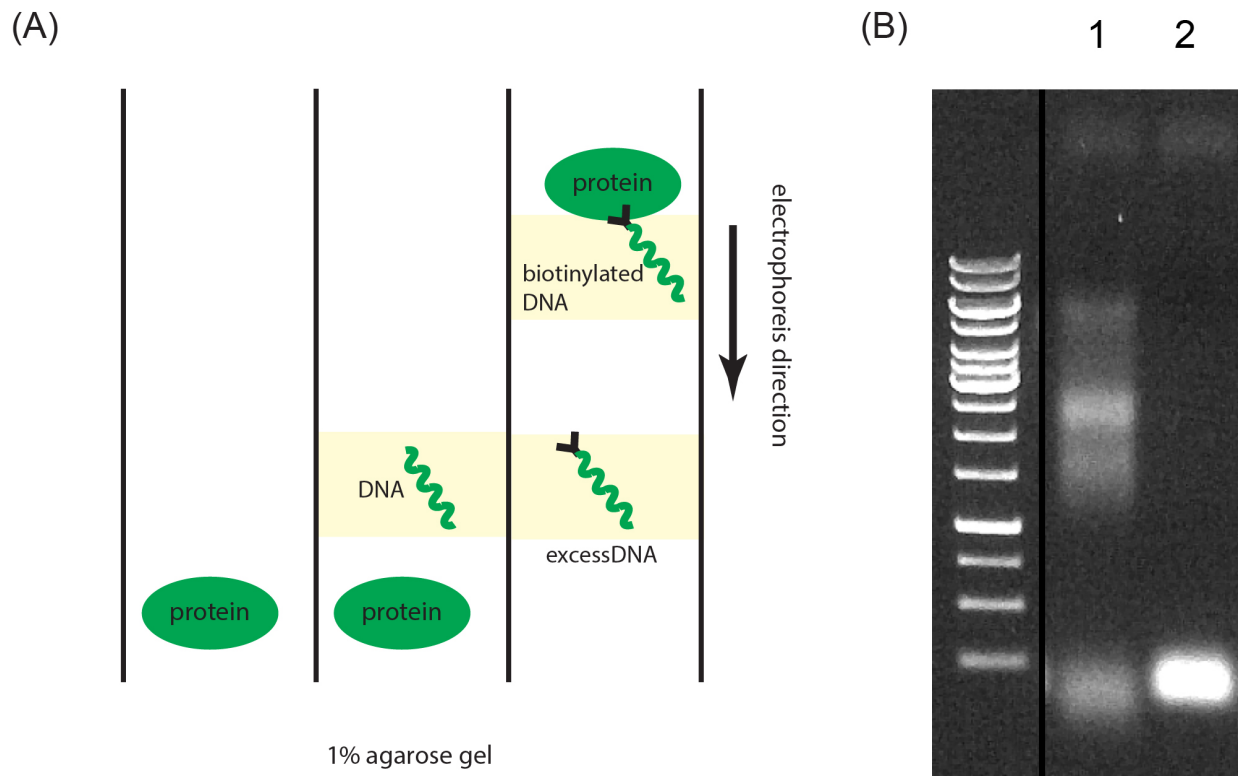 (A)
protein
biotinylated
DNA
electrophoreis direction
DNA
excessDNA
protein
protein
1% agarose gel
(B)
1
2